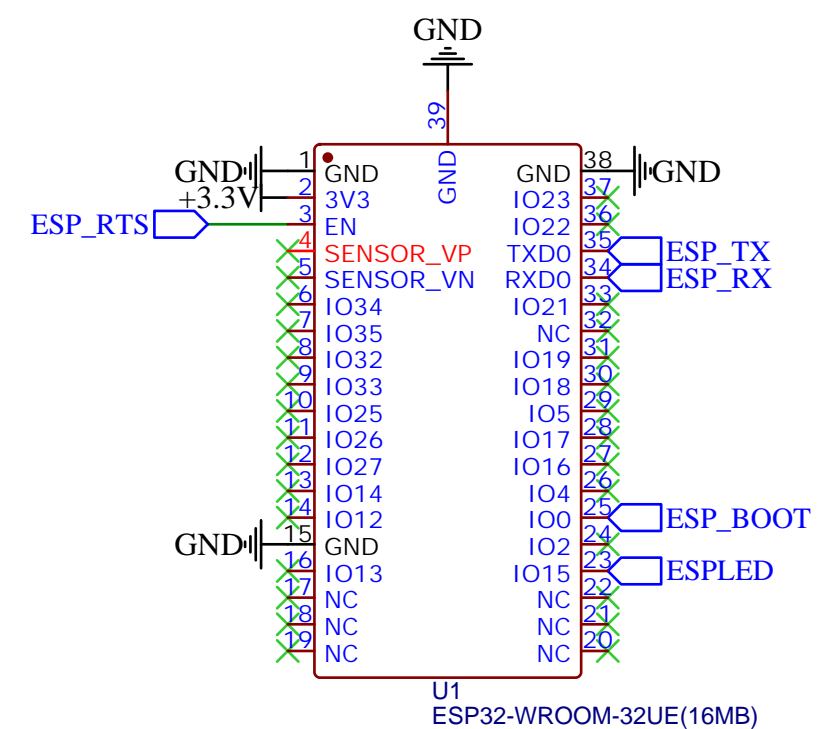 GND
39
GND
GND 1 GND
+3.3V 2 3V3
ESP_RTS 3 EN
4 SENSOR_VP
5 SENSOR_VN
6 IO34
7 IO35
8 IO32
9 IO33
10 IO25
11 IO26
12 IO27
13 IO14
14 IO12
GND 15 GND
16 IO13
17 NC
18 NC
19 NC
GND 38 GND
IO23 37
IO22 36
TXD0 35 ESP_TX
RXD0 34 ESP_RX
IO21 33
NC 32
IO19 31
IO18 30
IO5 29
IO17 28
IO16 27
IO4 26
IO0 25 ESP_BOOT
IO2 24
IO15 23 ESPLED
NC 22
NC 21
NC 20
U1
ESP32-WROOM-32UE(16MB)